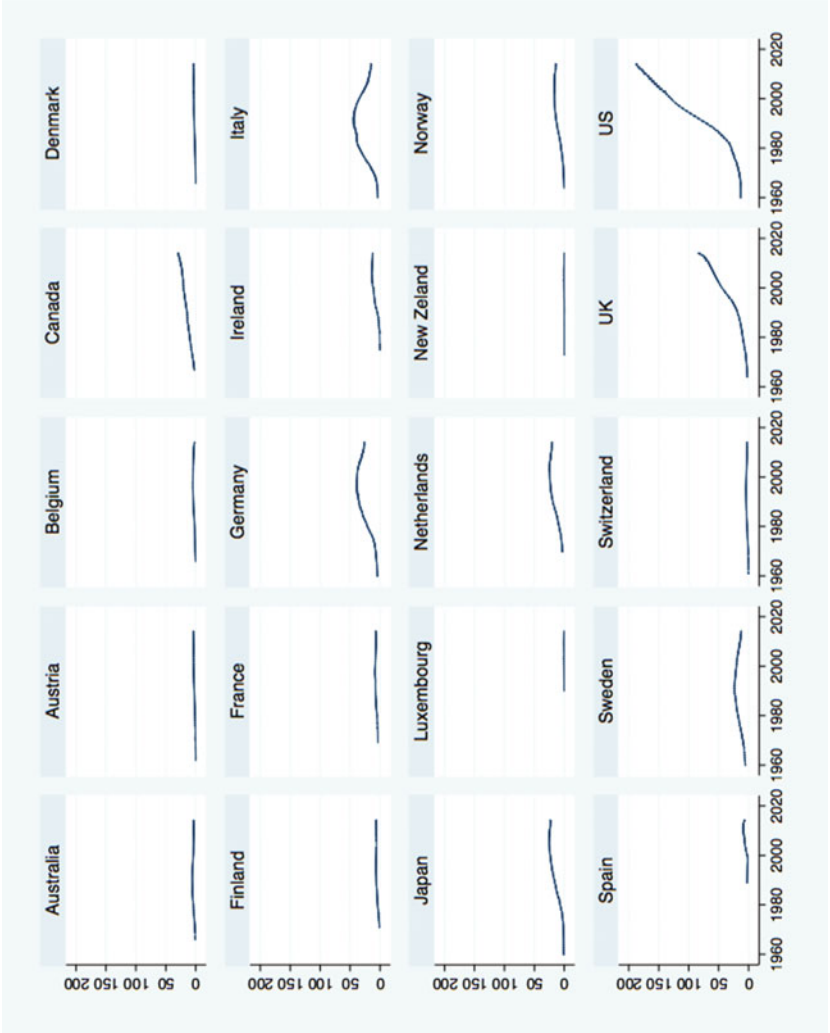 Australia Austria Belgium Canada Denmark
0 50 100 150 200
Finland France Germany Ireland Italy
0 50 100 150 200
Japan Luxembourg Netherlands New Zeland Norway
0 50 100 150 200
Spain Sweden Switzerland UK US
0 50 100 150 200
1960 1980 2000 2020 1960 1980 2000 2020 1960 1980 2000 2020 1960 1980 2000 2020 1960 1980 2000 2020